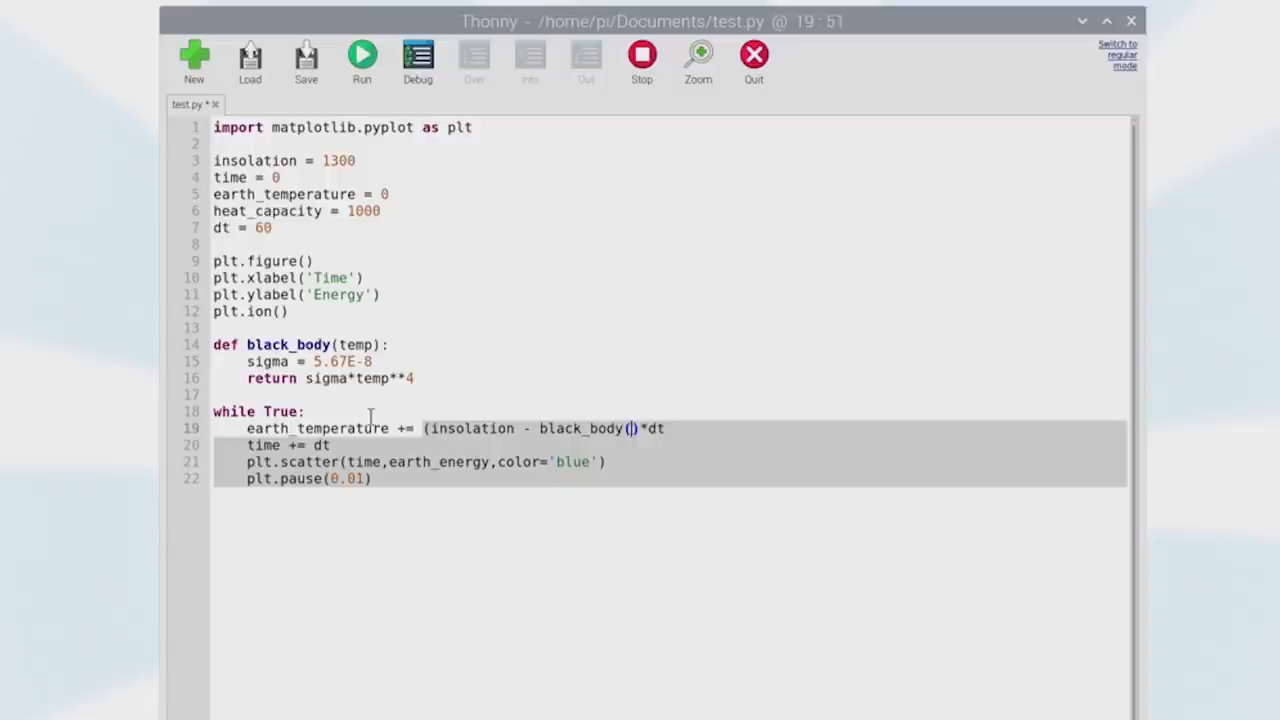 Thonny - /home/pi/Documents/test.py @ 19 : 51
New
Load
Save
Run
Debug
Over
Into
Out
Stop
Zoom
Quit
Switch to
regular
mode
test.py *
1 import matplotlib.pyplot as plt
2
3 insolation = 1300
4 time = 0
5 earth_temperature = 0
6 heat_capacity = 1000
7 dt = 60
8
9 plt.figure()
10 plt.xlabel('Time')
11 plt.ylabel('Energy')
12 plt.ion()
13
14 def black_body(temp):
15     sigma = 5.67E-8
16     return sigma*temp**4
17
18 while True:
19     earth_temperature += (insolation - black_body()*dt
20     time += dt
21     plt.scatter(time,earth_energy,color='blue')
22     plt.pause(0.01)